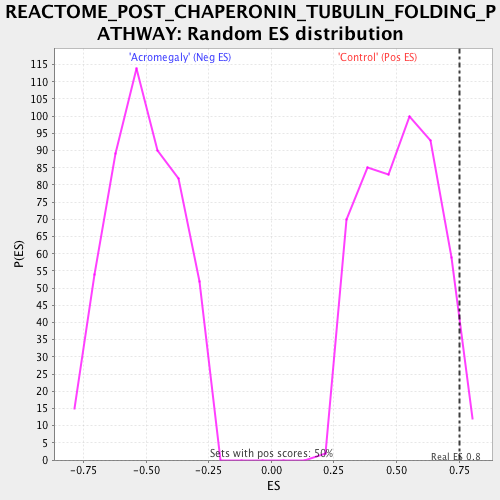 REACTOME_POST_CHAPERONIN_TUBULIN_FOLDING_P
ATHWAY: Random ES distribution
'Acromegaly' (Neg ES)
'Control' (Pos ES)
115
110
105
100
95
90
85
80
75
70
65
60
55
50
45
40
35
30
25
20
15
10
5
0
P(ES)
Sets with pos scores: 50%
Real ES 0.8
-0.75 -0.50 -0.25 0.00 0.25 0.50 0.75
ES